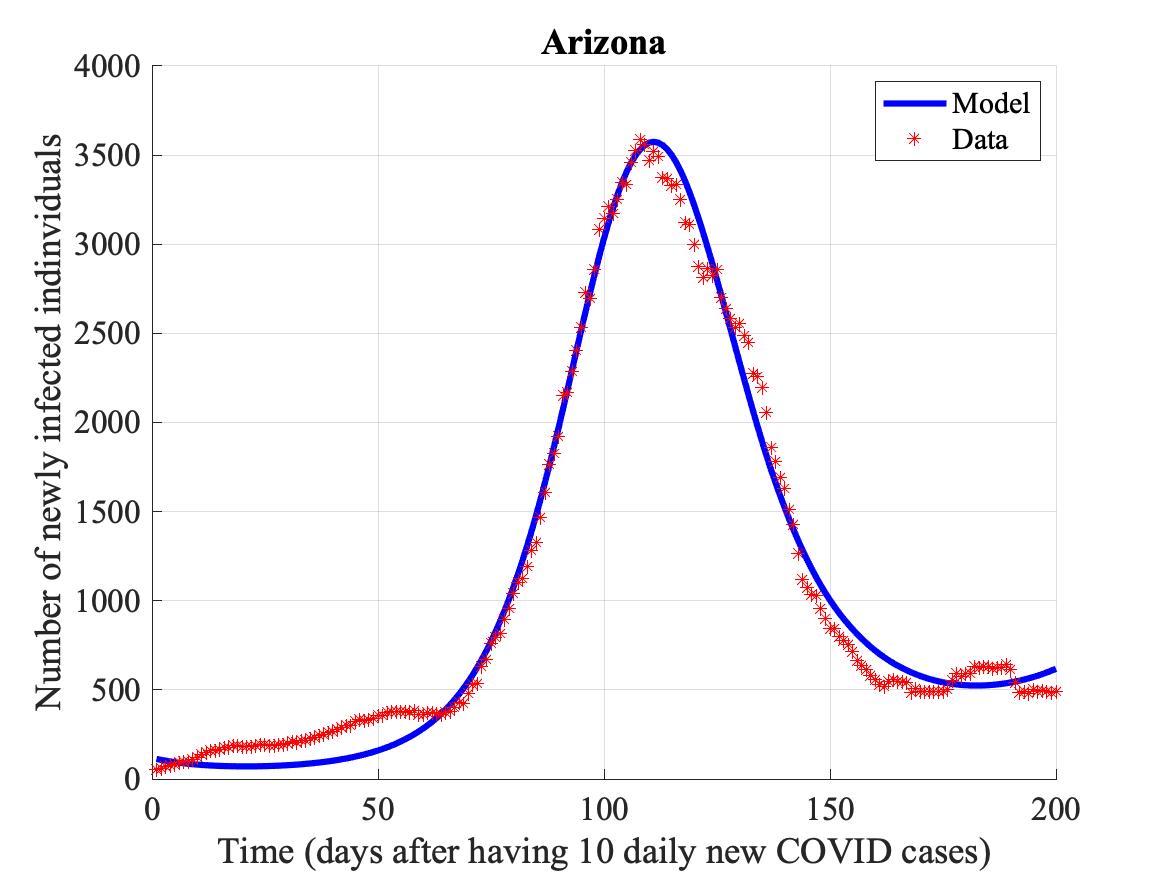 Arizona
Model
Data
Number of newly infected indinviduals
4000
3500
3000
2500
2000
1500
1000
500
0
0 50 100 150 200
Time (days after having 10 daily new COVID cases)